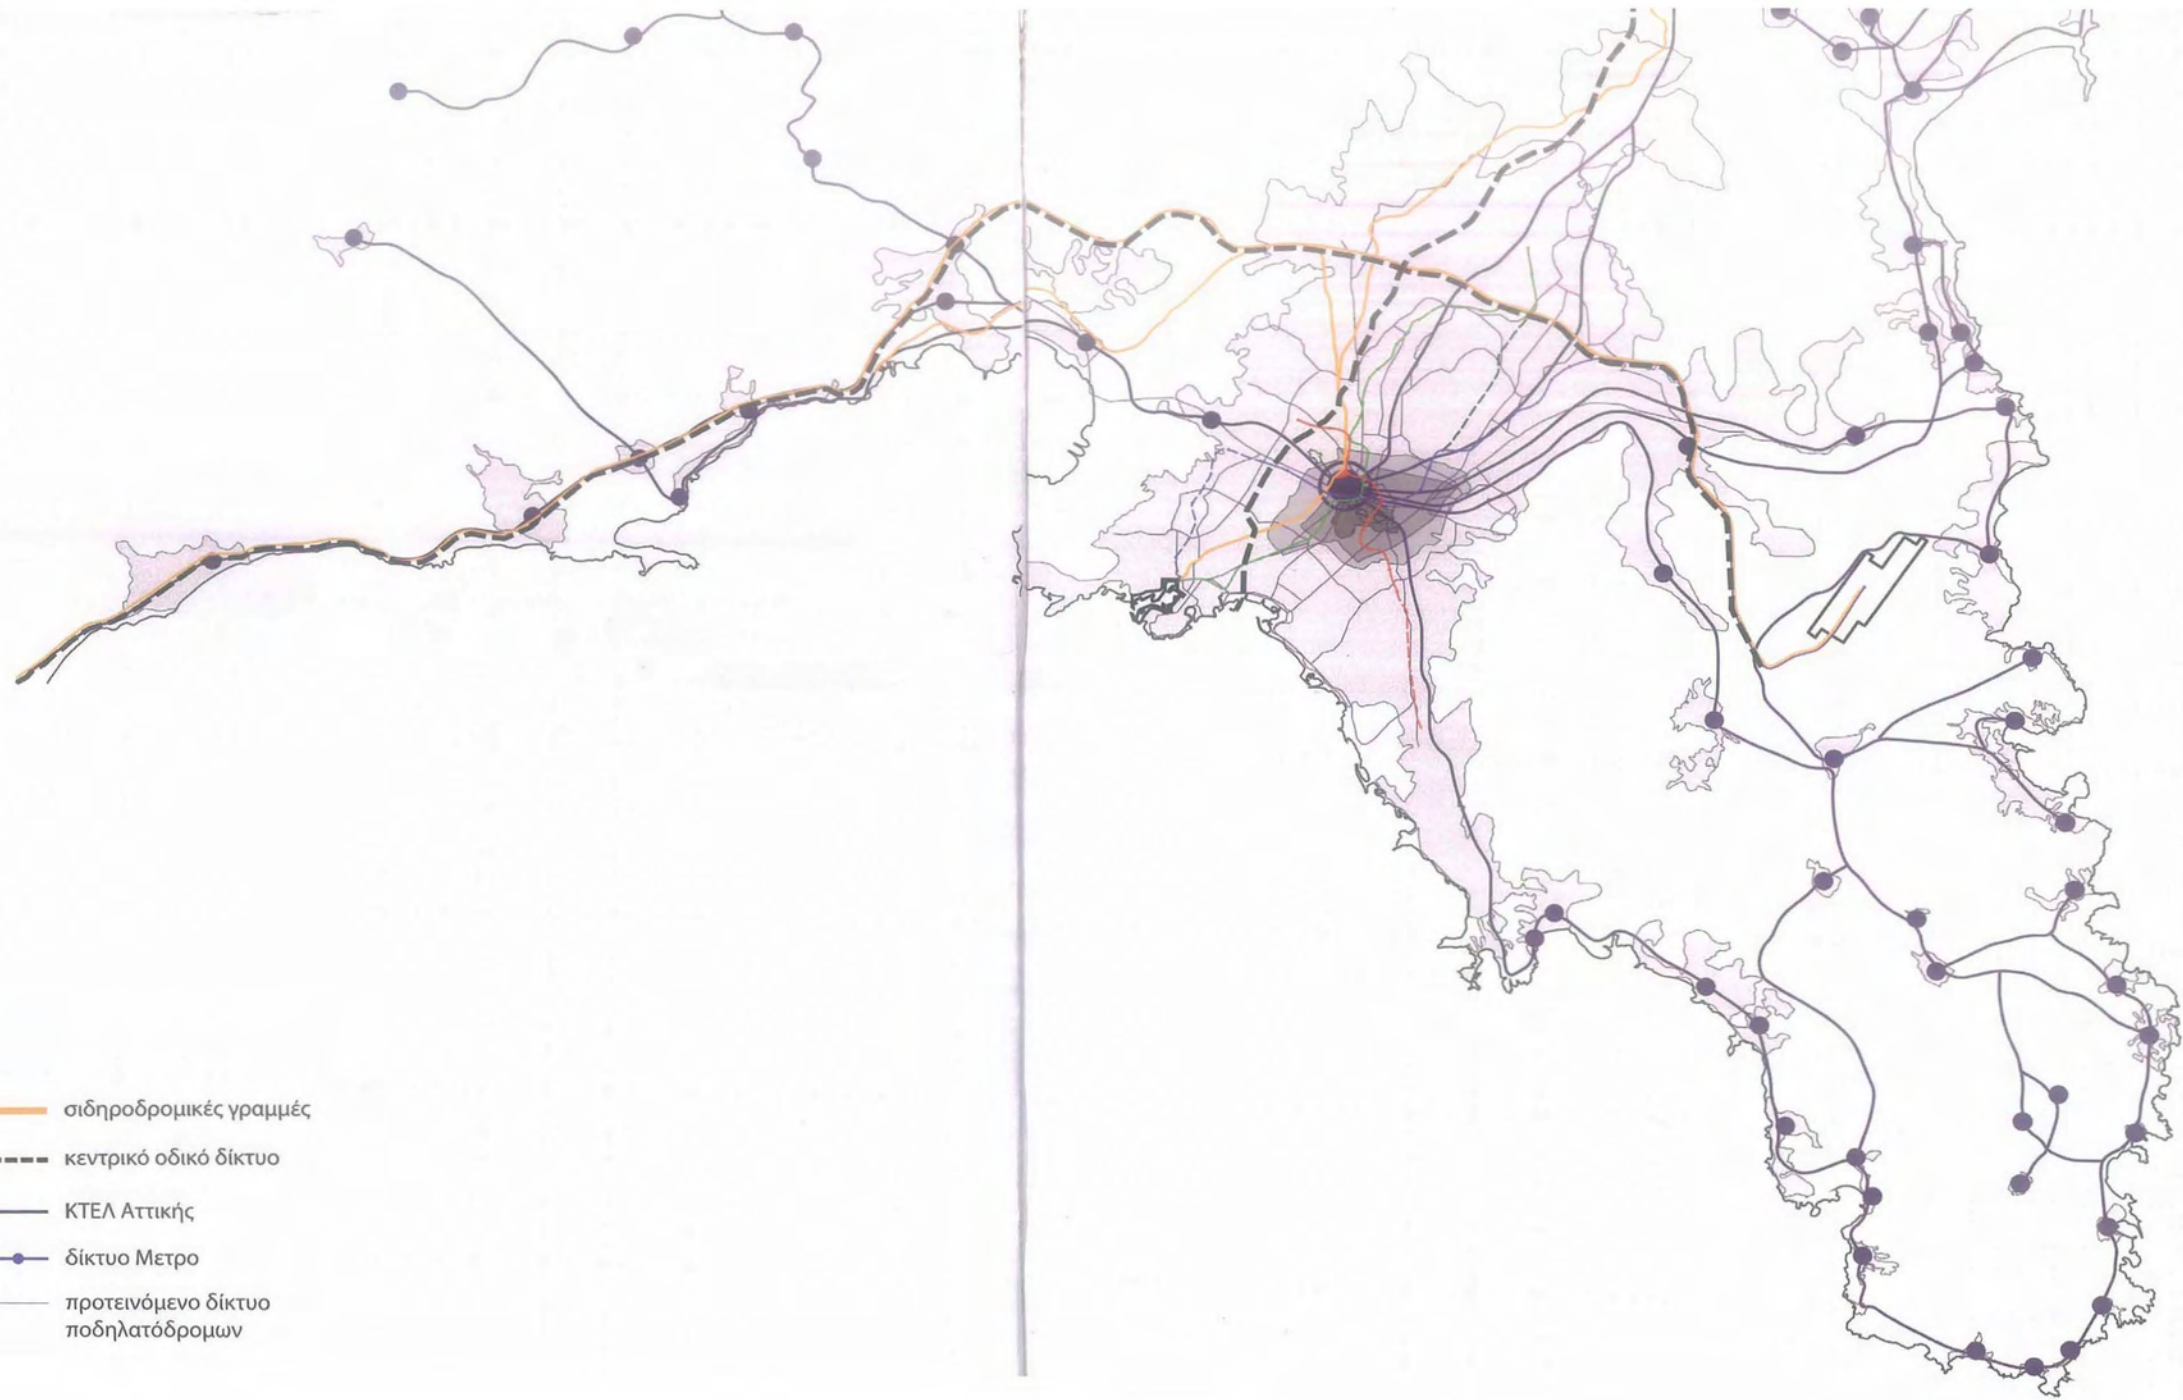 σιδηροδρομικές γραμμές
κεντρικό οδικό δίκτυο
ΚΤΕΛ Αττικής
δίκτυο Μετρο
προτεινόμενο δίκτυο
ποδηλατόδρομων